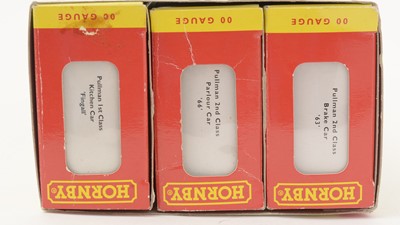 00 GAUGE
Pullman 1st Class
Kitchen Car
'Fingall'
HORNBY®
00 GAUGE
Pullman 2nd Class
Parlour Car
'66'
HORNBY®
00 GAUGE
Pullman 2nd Class
Brake Car
'63'
HORNBY®